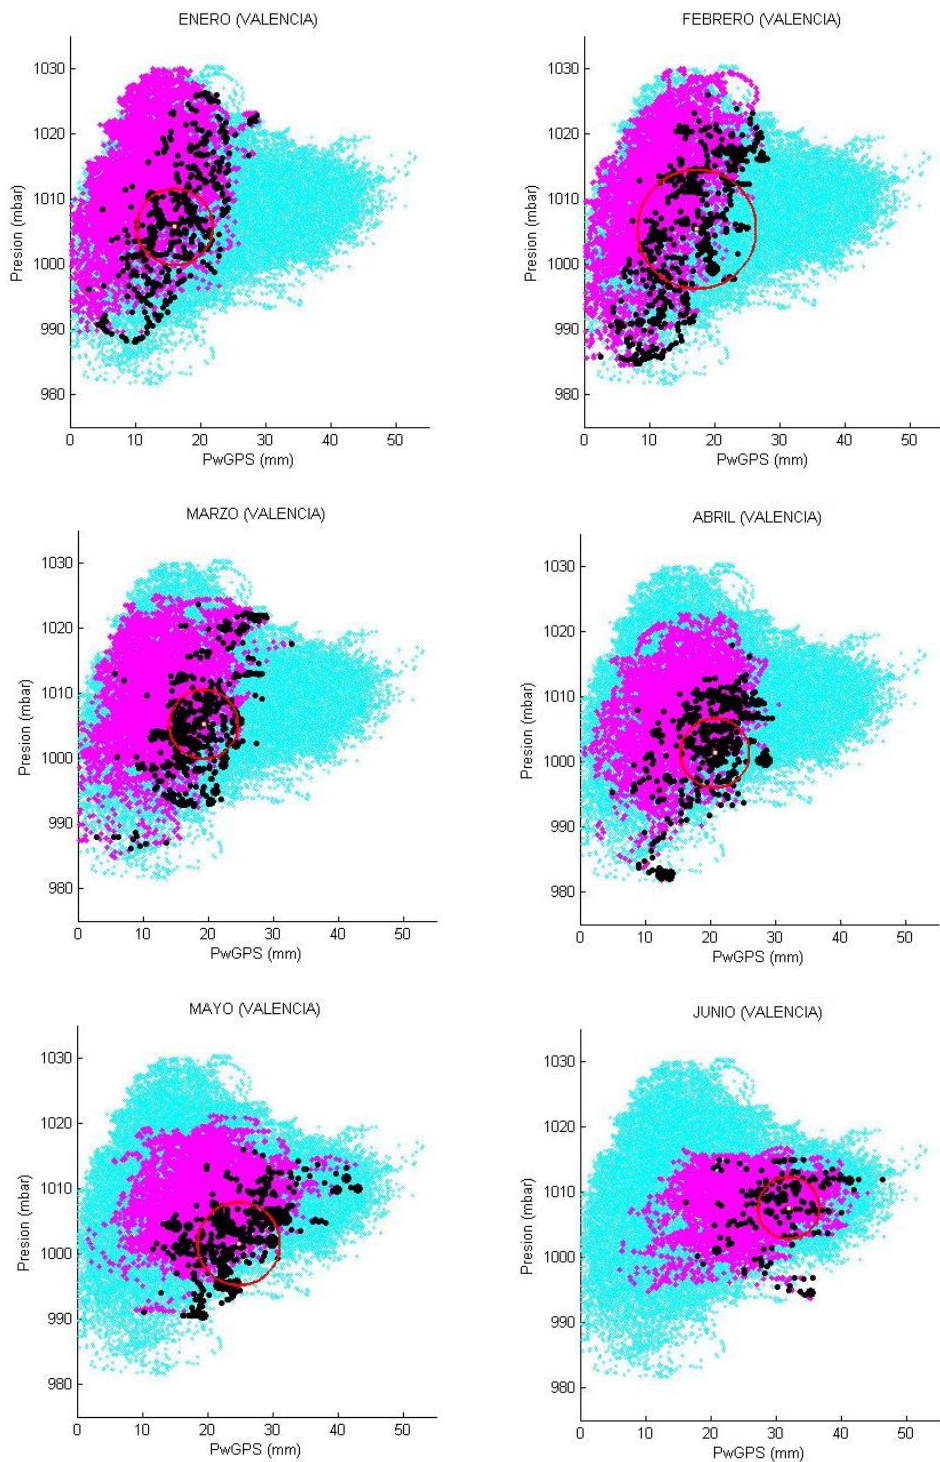 ENERO (VALENCIA)
1030
1020
1010
1000
990
980
Presion (mbar)
0 10 20 30 40 50
PwGPS (mm)
FEBRERO (VALENCIA)
1030
1020
1010
1000
990
980
Presion (mbar)
0 10 20 30 40 50
PwGPS (mm)
MARZO (VALENCIA)
1030
1020
1010
1000
990
980
Presion (mbar)
0 10 20 30 40 50
PwGPS (mm)
ABRIL (VALENCIA)
1030
1020
1010
1000
990
980
Presion (mbar)
0 10 20 30 40 50
PwGPS (mm)
MAYO (VALENCIA)
1030
1020
1010
1000
990
980
Presion (mbar)
0 10 20 30 40 50
PwGPS (mm)
JUNIO (VALENCIA)
1030
1020
1010
1000
990
980
Presion (mbar)
0 10 20 30 40 50
PwGPS (mm)